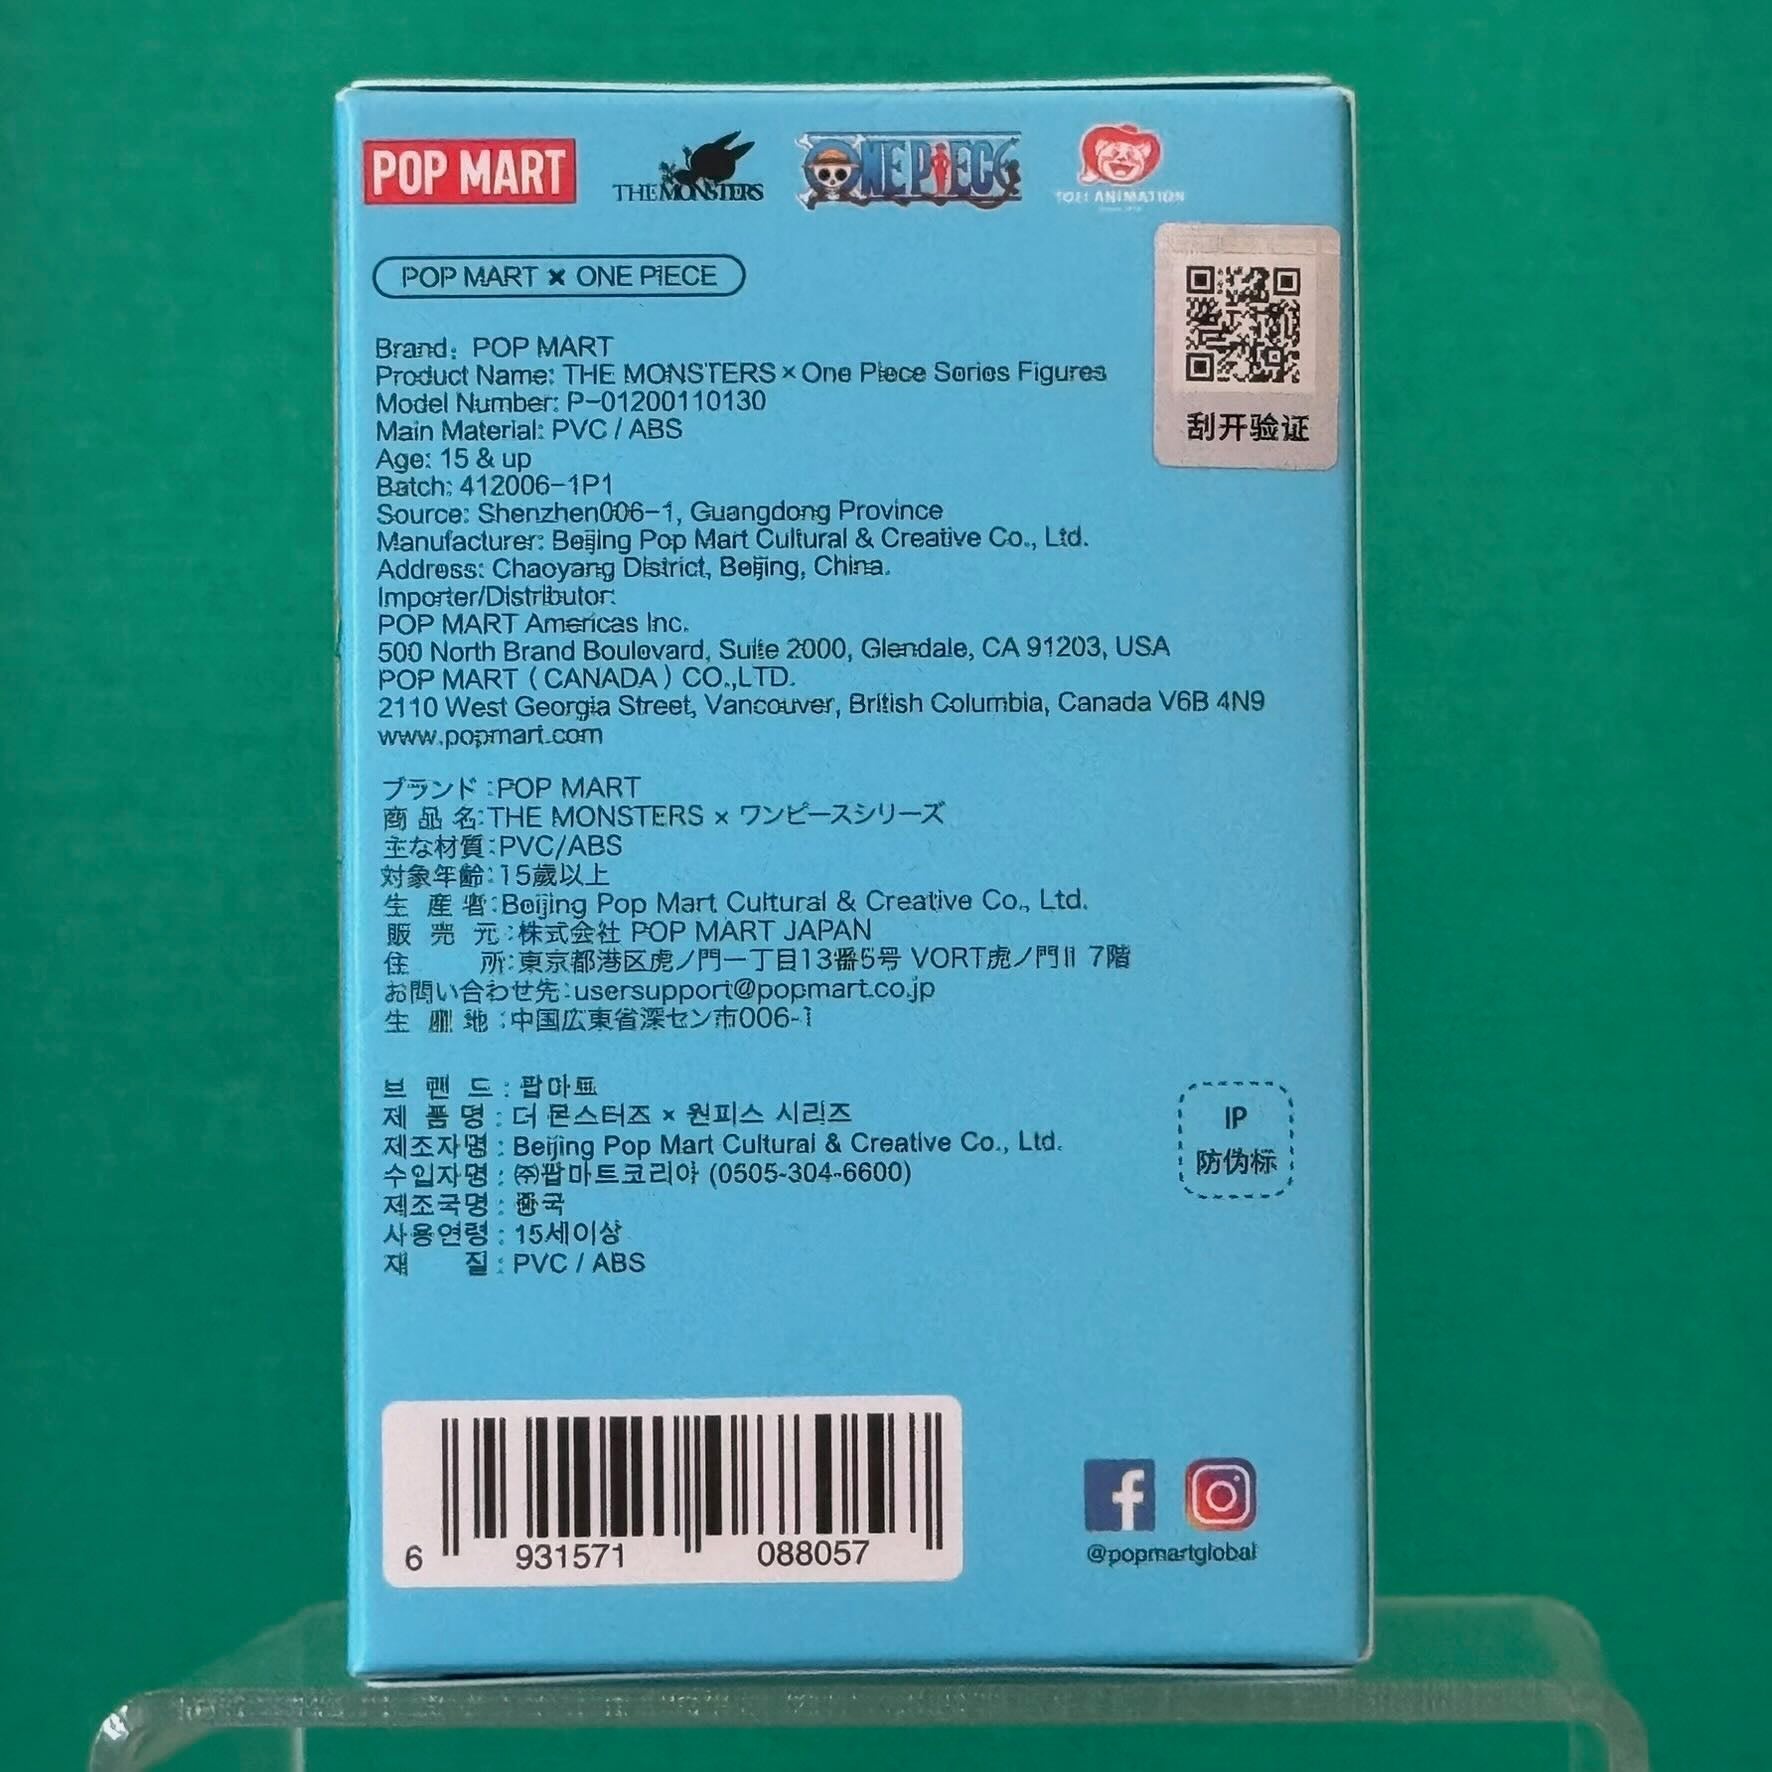 POP MART
THE MONSTERS
ONE PIECE
TOEI ANIMATION
POP MART × ONE PIECE
刮开验证
Brand: POP MART
Product Name: THE MONSTERS × One Piece Series Figures
Model Number: P-01200110130
Main Material: PVC / ABS
Age: 15 & up
Batch: 412006-1P1
Source: Shenzhen006-1, Guangdong Province
Manufacturer: Beijing Pop Mart Cultural & Creative Co., Ltd.
Address: Chaoyang District, Beijing, China.
Importer/Distributor:
POP MART Americas Inc.
500 North Brand Boulevard, Suite 2000, Glendale, CA 91203, USA
POP MART (CANADA) CO.,LTD.
2110 West Georgia Street, Vancouver, British Columbia, Canada V6B 4N9
www.popmart.com
ブランド:POP MART
商品名:THE MONSTERS × ワンピースシリーズ
主な材質:PVC/ABS
対象年齢:15歳以上
生産者:Beijing Pop Mart Cultural & Creative Co., Ltd.
販売元:株式会社 POP MART JAPAN
住所:東京都港区虎ノ門一丁目13番5号 VORT虎ノ門II 7階
お問い合わせ先:usersupport@popmart.co.jp
生産地:中国広東省深セン市006-1
브랜드 : 팝마트
제품명 : 더 몬스터즈 × 원피스 시리즈
제조자명 : Beijing Pop Mart Cultural & Creative Co., Ltd.
수입자명 : ㈜팝마트코리아 (0505-304-6600)
제조국명 : 중국
사용연령 : 15세이상
재질 : PVC / ABS
IP
防伪标
6 931571 088057
@popmartglobal